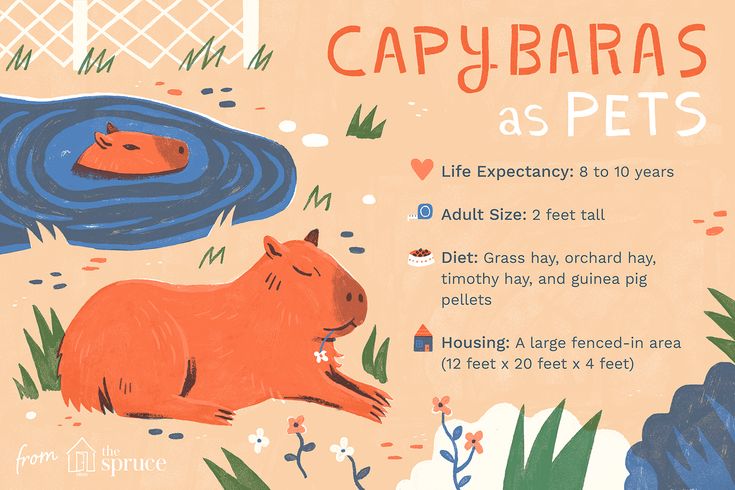 CAPYBARAS
as PETS
Life Expectancy: 8 to 10 years
Adult Size: 2 feet tall
Diet: Grass hay, orchard hay,
timothy hay, and guinea pig
pellets
Housing: A large fenced-in area
(12 feet x 20 feet x 4 feet)
from the
spruce